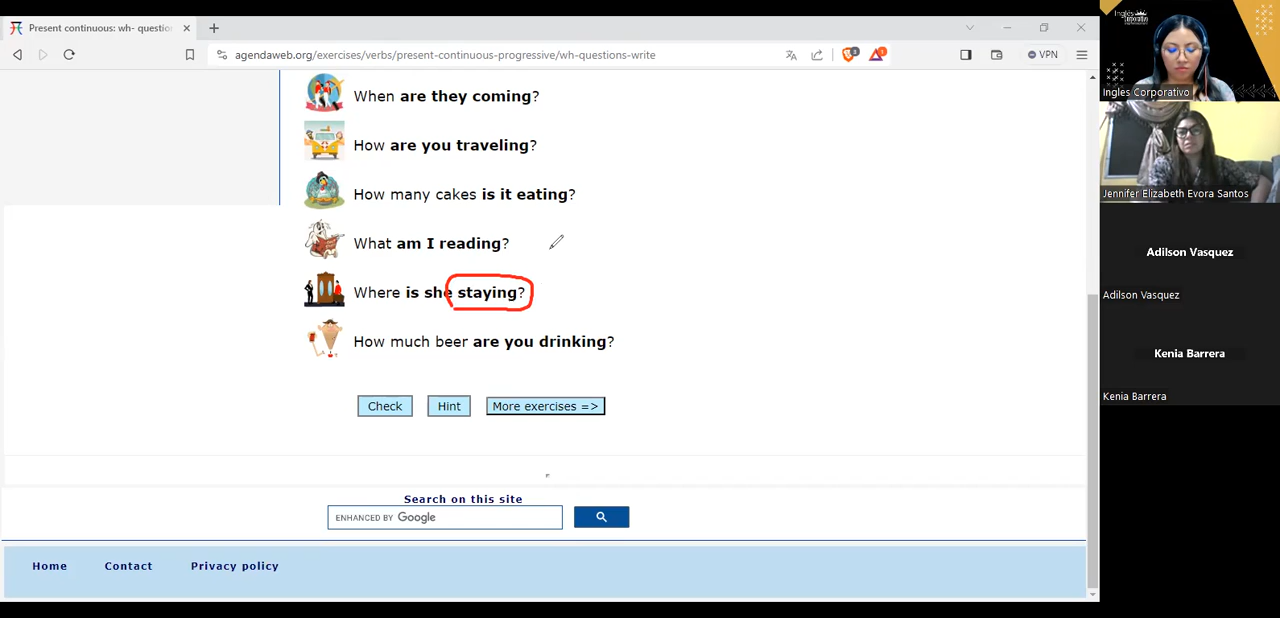 Present continuous: wh- questio
agendaweb.org/exercises/verbs/present-continuous-progressive/wh-questions-write
VPN
When are they coming?
How are you traveling?
How many cakes is it eating?
What am I reading?
Where is she staying?
How much beer are you drinking?
Check
Hint
More exercises =>
Search on this site
ENHANCED BY Google
Home
Contact
Privacy policy
Inglés
Corporativo
Ingles Corporativo
Jennifer Elizabeth Evora Santos
Adilson Vasquez
Adilson Vasquez
Kenia Barrera
Kenia Barrera